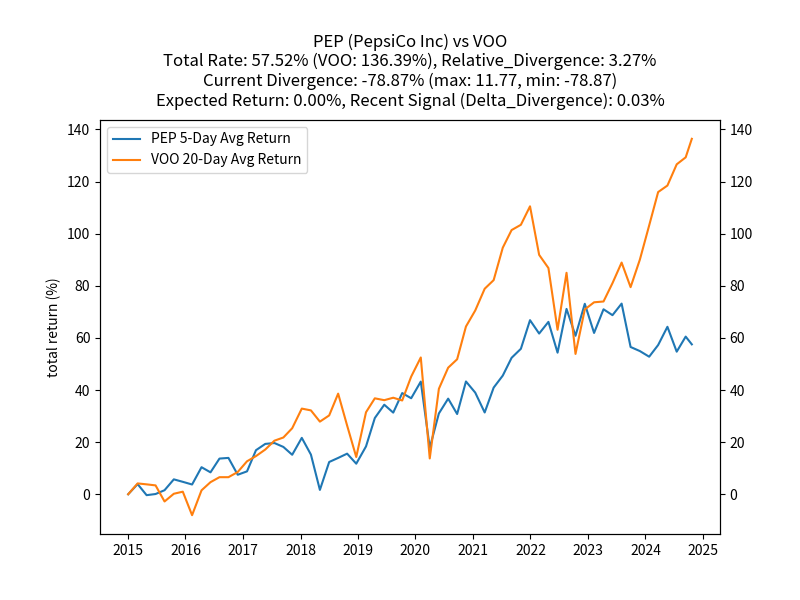 PEP (PepsiCo Inc) vs VOO
Total Rate: 57.52% (VOO: 136.39%), Relative_Divergence: 3.27%
Current Divergence: -78.87% (max: 11.77, min: -78.87)
Expected Return: 0.00%, Recent Signal (Delta_Divergence): 0.03%
PEP 5-Day Avg Return
VOO 20-Day Avg Return
total return (%)
140
120
100
80
60
40
20
0
140
120
100
80
60
40
20
0
2015 2016 2017 2018 2019 2020 2021 2022 2023 2024 2025